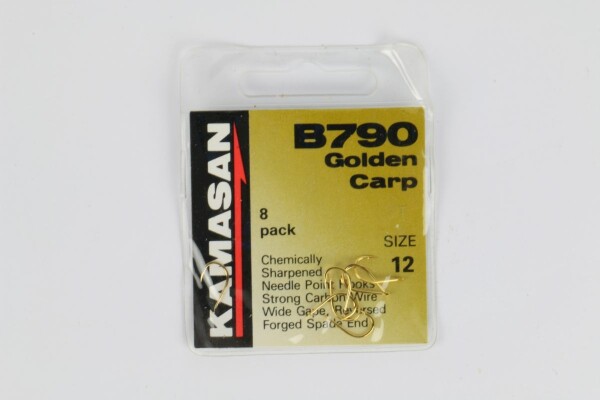 KAMASAN
B790
Golden
Carp
8
pack
SIZE
12
Chemically
Sharpened
Needle Point Hooks
Strong Carbon Wire
Wide Gape, Reversed
Forged Spade End